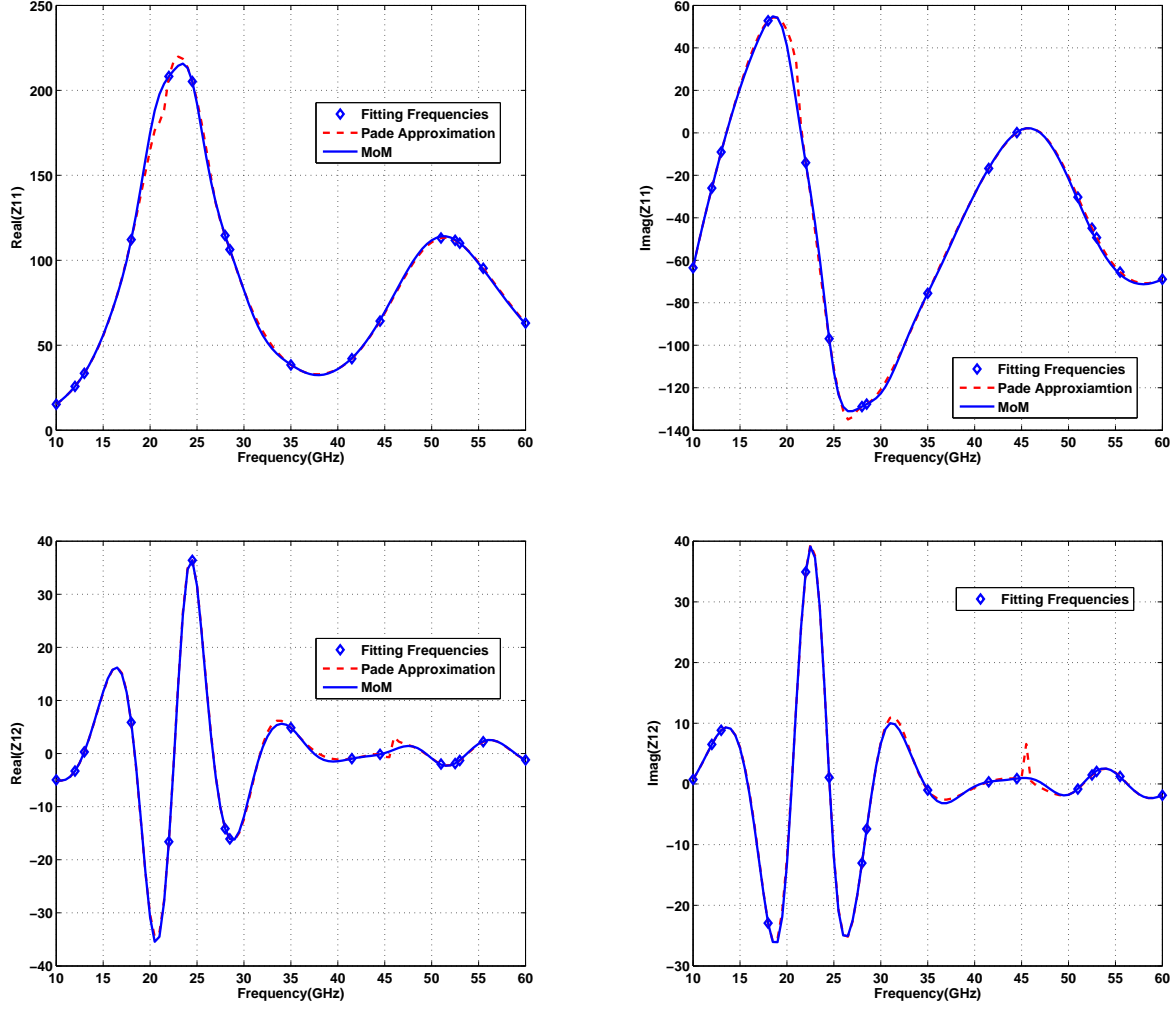 250
200
150
100
50
0
Real(Z11)
Fitting Frequencies
Pade Approximation
MoM
10 15 20 25 30 35 40 45 50 55 60
Frequency(GHz)
60
40
20
0
−20
−40
−60
−80
−100
−120
−140
Imag(Z11)
Fitting Frequencies
Pade Approxiamtion
MoM
10 15 20 25 30 35 40 45 50 55 60
Frequency(GHz)
40
30
20
10
0
−10
−20
−30
−40
Real(Z12)
Fitting Frequencies
Pade Approximation
MoM
10 15 20 25 30 35 40 45 50 55 60
Frequency(GHz)
40
30
20
10
0
−10
−20
−30
Imag(Z12)
Fitting Frequencies
10 15 20 25 30 35 40 45 50 55 60
Frequency(GHz)